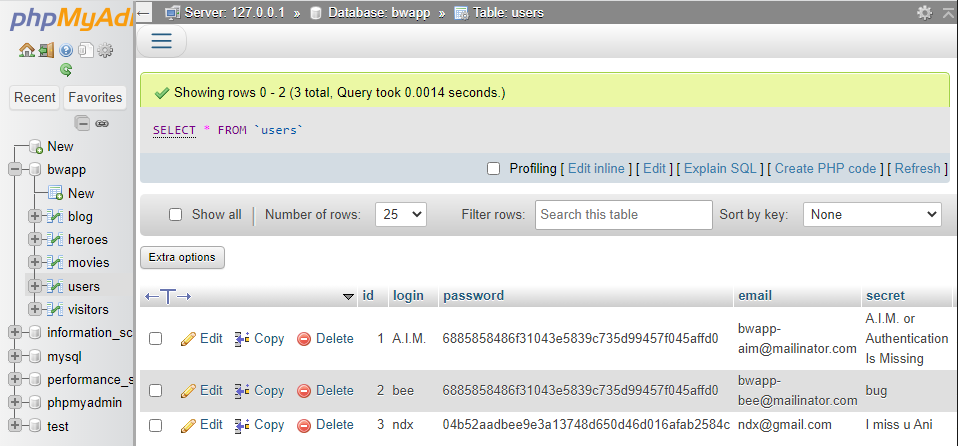 phpMyAdm
Server: 127.0.0.1 » Database: bwapp » Table: users
Recent Favorites
New
bwapp
New
blog
heroes
movies
users
visitors
information_sc
mysql
performance_s
phpmyadmin
test
Showing rows 0 - 2 (3 total, Query took 0.0014 seconds.)
SELECT * FROM `users`
Profiling [ Edit inline ] [ Edit ] [ Explain SQL ] [ Create PHP code ] [ Refresh ]
Show all Number of rows: 25 Filter rows: Search this table Sort by key: None
Extra options
id login password email secret
Edit Copy Delete 1 A.I.M. 6885858486f31043e5839c735d99457f045affd0 bwapp-aim@mailinator.com A.I.M. or Authentication Is Missing
Edit Copy Delete 2 bee 6885858486f31043e5839c735d99457f045affd0 bwapp-bee@mailinator.com bug
Edit Copy Delete 3 ndx 04b52aadbee9e3a13748d650d46d016afab2584c ndx@gmail.com I miss u Ani